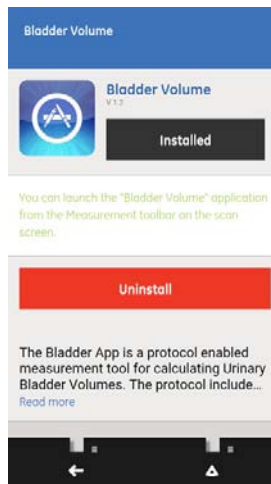 Bladder Volume
Bladder Volume
V 1.2
Installed
You can launch the "Bladder Volume" application
from the Measurement toolbar on the scan
screen.
Uninstall
The Bladder App is a protocol enabled
measurement tool for calculating Urinary
Bladder Volumes. The protocol include...
Read more